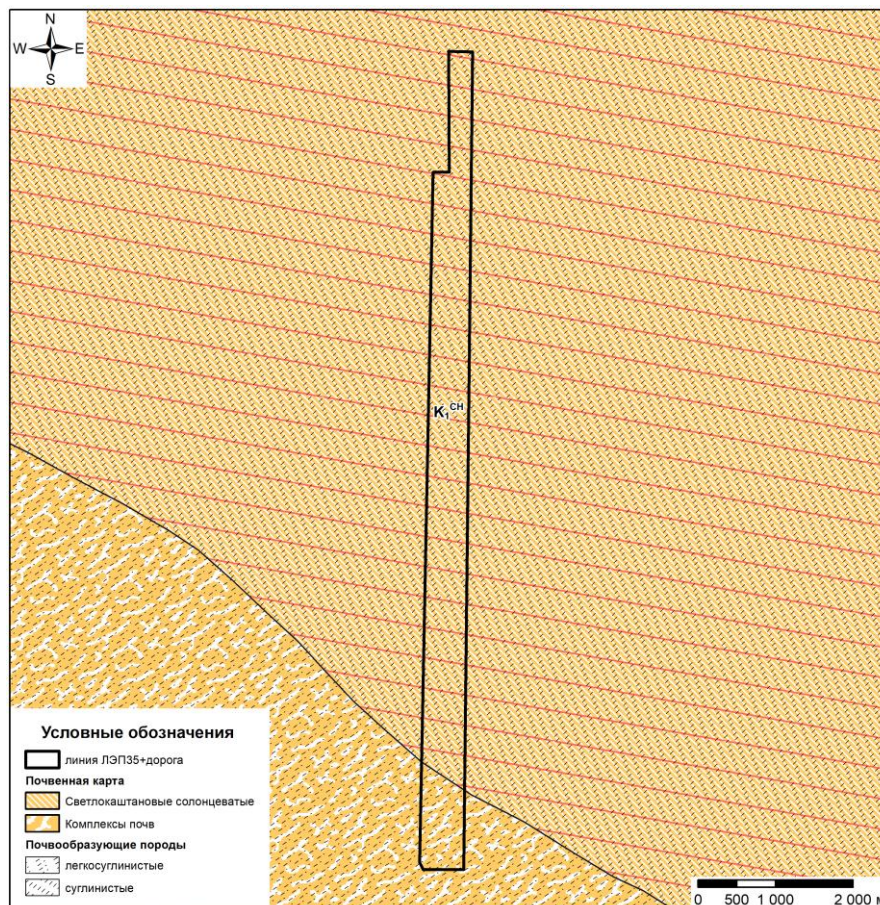 N
W E
S
К₁ᶜᴴ
Условные обозначения
линия ЛЭП35+дорога
Почвенная карта
Светлокаштановые солонцеватые
Комплексы почв
Почвообразующие породы
легкосуглинистые
суглинистые
0 500 1 000 2 000 м